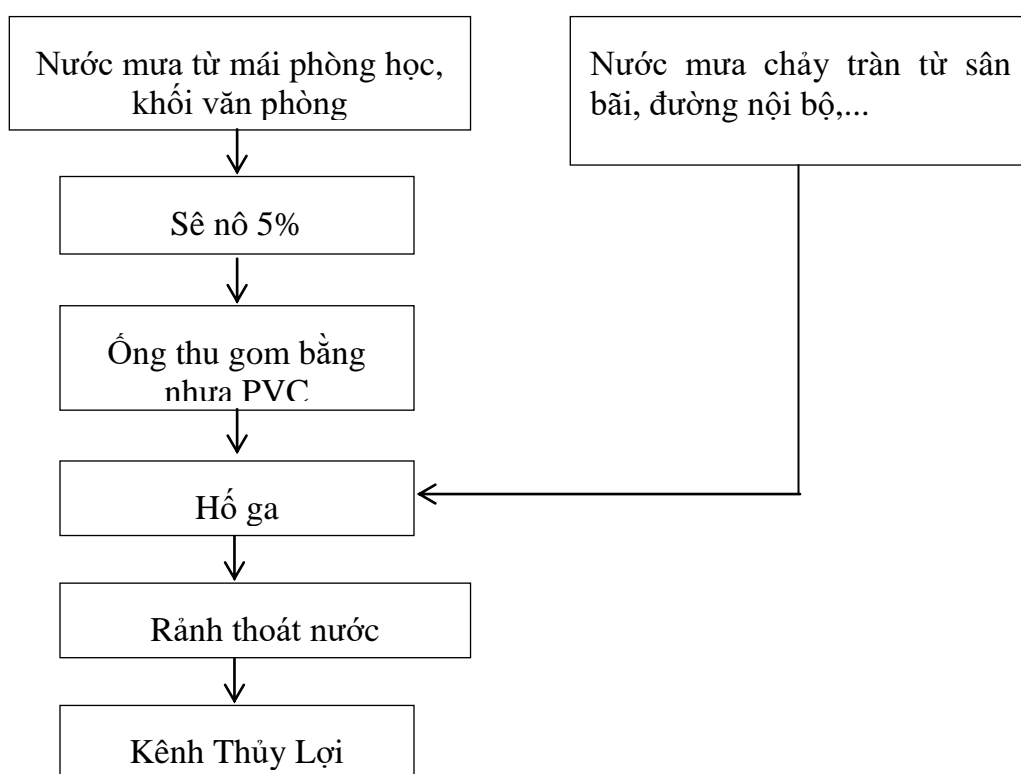 Nước mưa từ mái phòng học,
khối văn phòng
Nước mưa chảy tràn từ sân
bãi, đường nội bộ,...
Sê nô 5%
Ống thu gom bằng
nhưa PVC
Hố ga
Rảnh thoát nước
Kênh Thủy Lợi